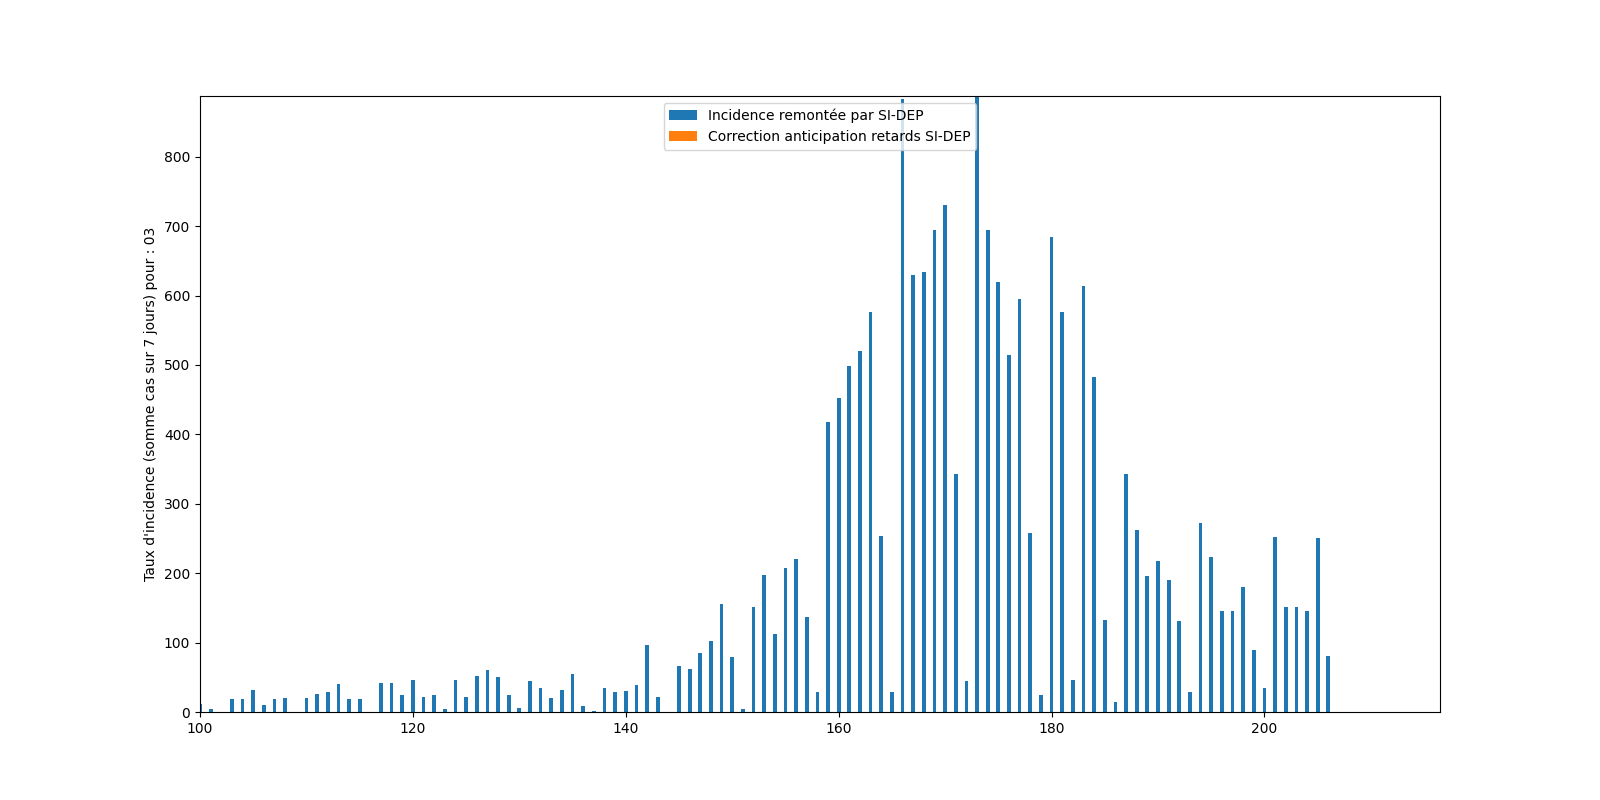 Incidence remontée par SI-DEP
Correction anticipation retards SI-DEP
Taux d'incidence (somme cas sur 7 jours) pour : 03
800
700
600
500
400
300
200
100
0
100 120 140 160 180 200